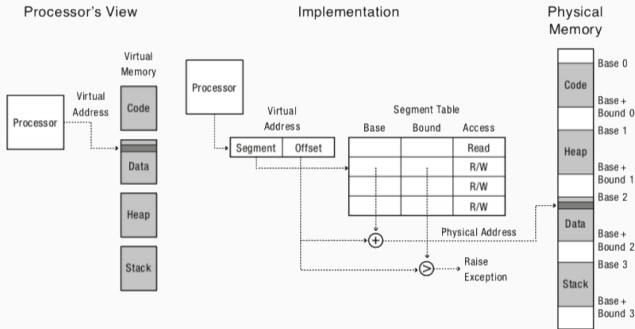 Processor's View
Implementation
Physical
Memory
Virtual
Memory
Virtual
Address
Processor
Code
Data
Heap
Stack
Processor
Virtual
Address
Segment Offset
Segment Table
Base Bound Access
Read
R/W
R/W
R/W
+
Physical Address
>
Raise
Exception
Base 0
Code
Base +
Bound 0
Base 1
Heap
Base +
Bound 1
Base 2
Data
Base +
Bound 2
Base 3
Stack
Base +
Bound 3